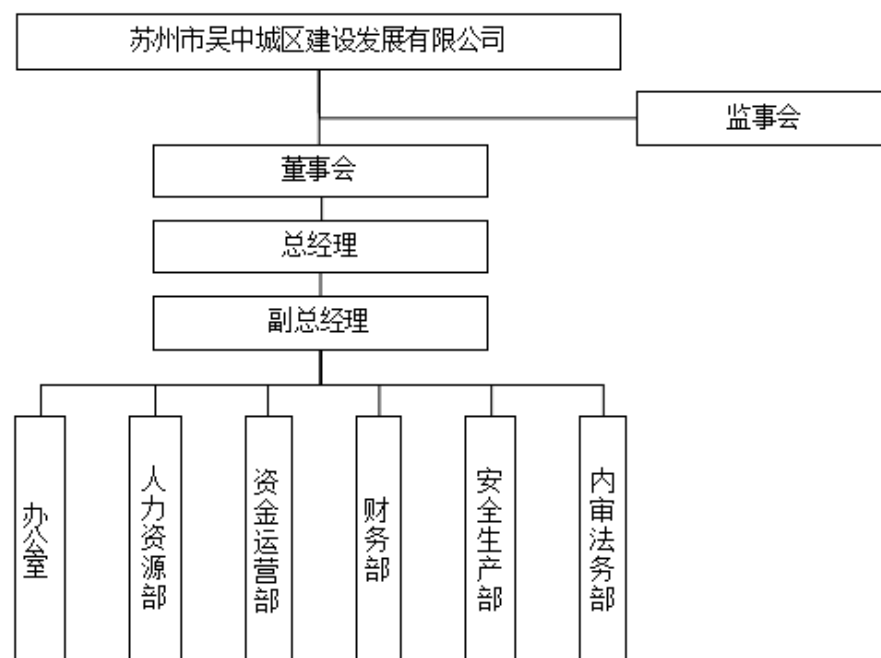 苏州市吴中城区建设发展有限公司
监事会
董事会
总经理
副总经理
办公室
人力资源部
资金运营部
财务部
安全生产部
内审法务部